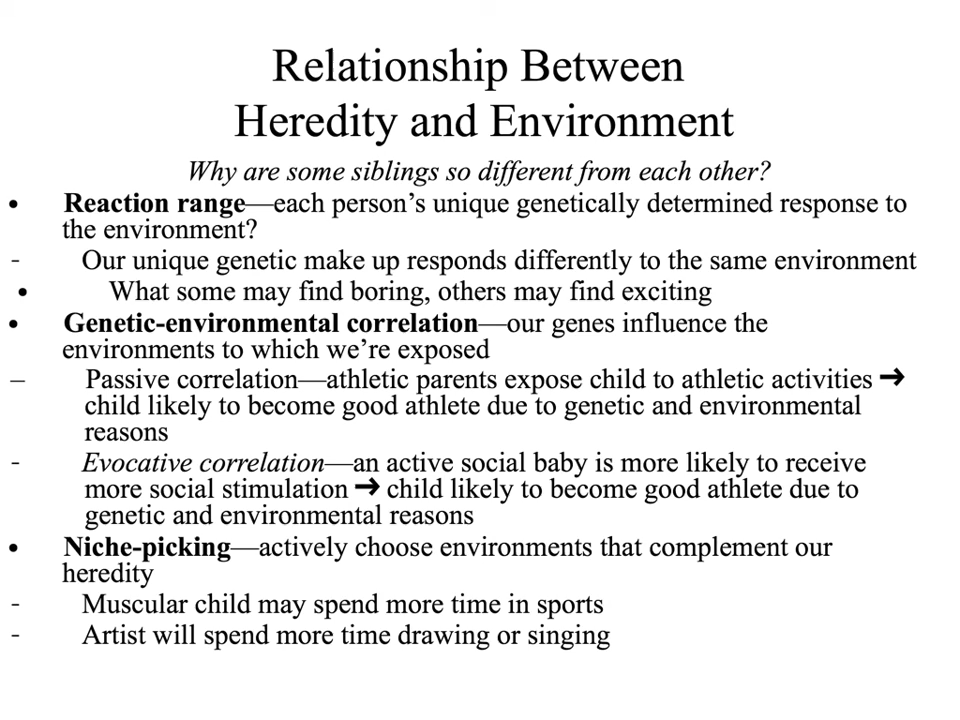 Relationship Between
Heredity and Environment
Why are some siblings so different from each other?
• Reaction range—each person’s unique genetically determined response to
the environment?
- Our unique genetic make up responds differently to the same environment
• What some may find boring, others may find exciting
• Genetic-environmental correlation—our genes influence the
environments to which we’re exposed
– Passive correlation—athletic parents expose child to athletic activities ➜
child likely to become good athlete due to genetic and environmental
reasons
- Evocative correlation—an active social baby is more likely to receive
more social stimulation ➜ child likely to become good athlete due to
genetic and environmental reasons
• Niche-picking—actively choose environments that complement our
heredity
- Muscular child may spend more time in sports
- Artist will spend more time drawing or singing